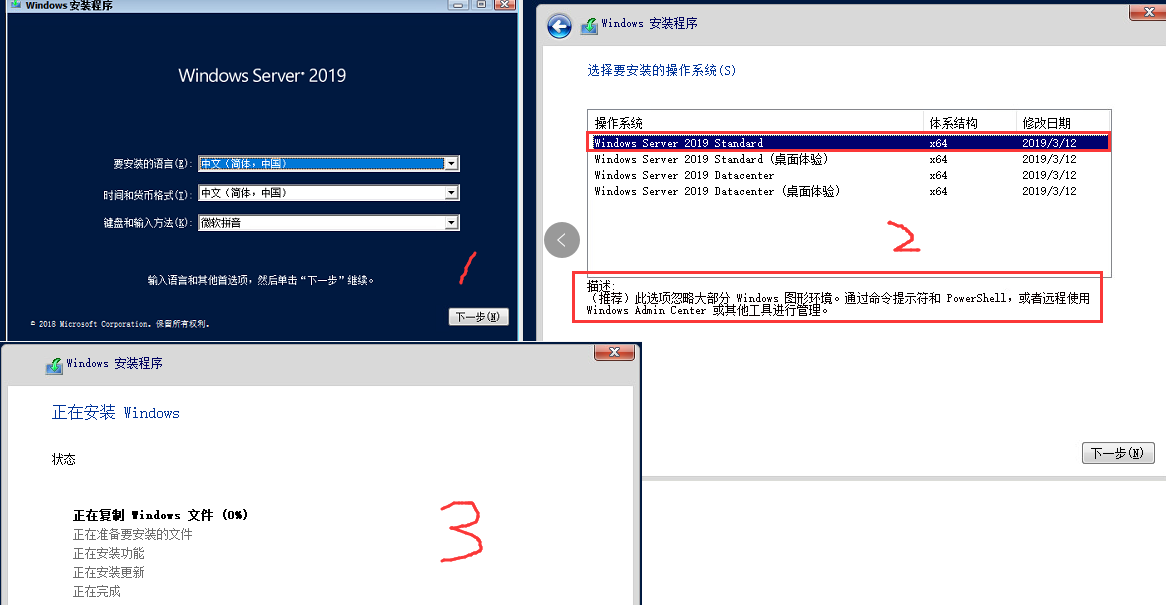 Windows 安装程序
Windows Server® 2019
要安装的语言(E): 中文(简体，中国)
时间和货币格式(T): 中文(简体，中国)
键盘和输入方法(K): 微软拼音
输入语言和其他首选项，然后单击“下一步”继续。
1
下一步(N)
© 2018 Microsoft Corporation。保留所有权利。
Windows 安装程序
选择要安装的操作系统(S)
操作系统 体系结构 修改日期
Windows Server 2019 Standard x64 2019/3/12
Windows Server 2019 Standard (桌面体验) x64 2019/3/12
Windows Server 2019 Datacenter x64 2019/3/12
Windows Server 2019 Datacenter (桌面体验) x64 2019/3/12
2
描述:
(推荐)此选项忽略大部分 Windows 图形环境。通过命令提示符和 PowerShell，或者远程使用
Windows Admin Center 或其他工具进行管理。
下一步(N)
Windows 安装程序
正在安装 Windows
状态
正在复制 Windows 文件 (0%)
正在准备要安装的文件
正在安装功能
正在安装更新
正在完成
3